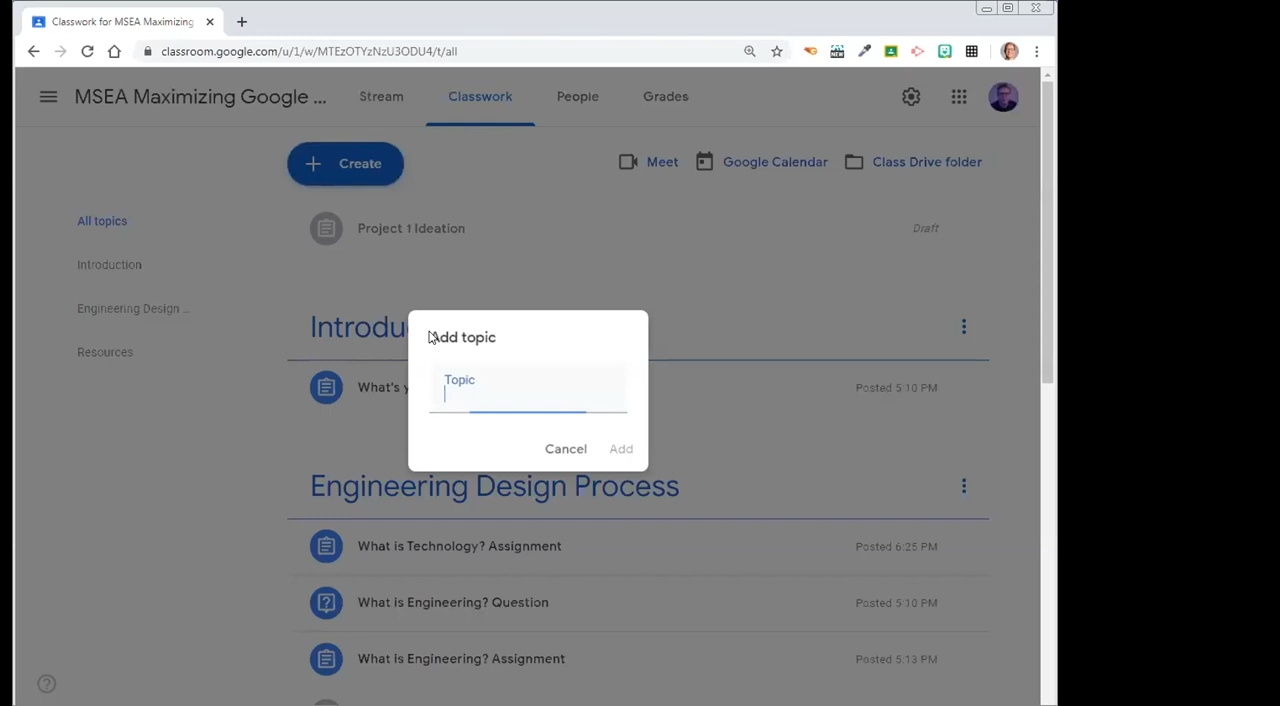 Classwork for MSEA Maximizing
classroom.google.com/u/1/w/MTEzOTYzNzU3ODU4/t/all
MSEA Maximizing Google ...
Stream
Classwork
People
Grades
Create
Meet
Google Calendar
Class Drive folder
All topics
Introduction
Engineering Design ...
Resources
Project 1 Ideation
Draft
Introdu
Add topic
Topic
Cancel
Add
What's y
Posted 5:10 PM
Engineering Design Process
What is Technology? Assignment
Posted 6:25 PM
What is Engineering? Question
Posted 5:10 PM
What is Engineering? Assignment
Posted 5:13 PM